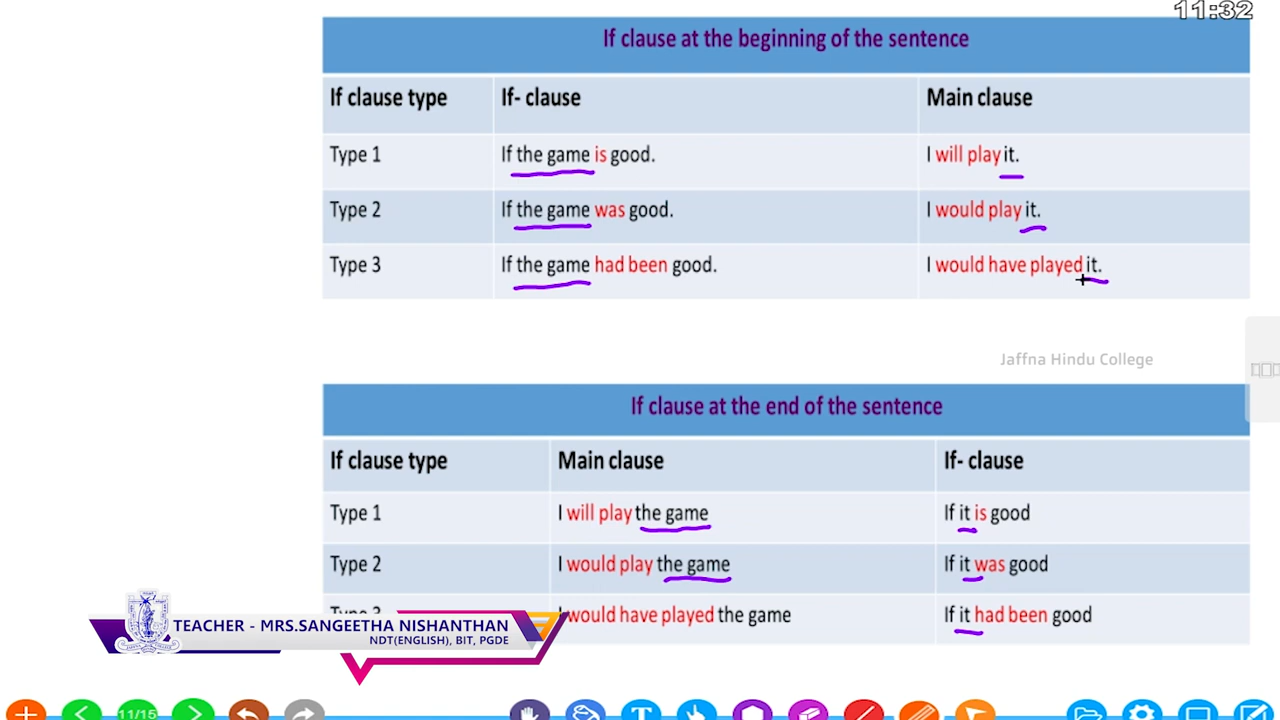 11:32
If clause at the beginning of the sentence
If clause type If- clause Main clause
Type 1 If the game is good. I will play it.
Type 2 If the game was good. I would play it.
Type 3 If the game had been good. I would have played it.
Jaffna Hindu College
If clause at the end of the sentence
If clause type Main clause If- clause
Type 1 I will play the game If it is good
Type 2 I would play the game If it was good
Type 3 I would have played the game If it had been good
TEACHER - MRS.SANGEETHA NISHANTHAN
NDT(ENGLISH), BIT, PGDE
11/15